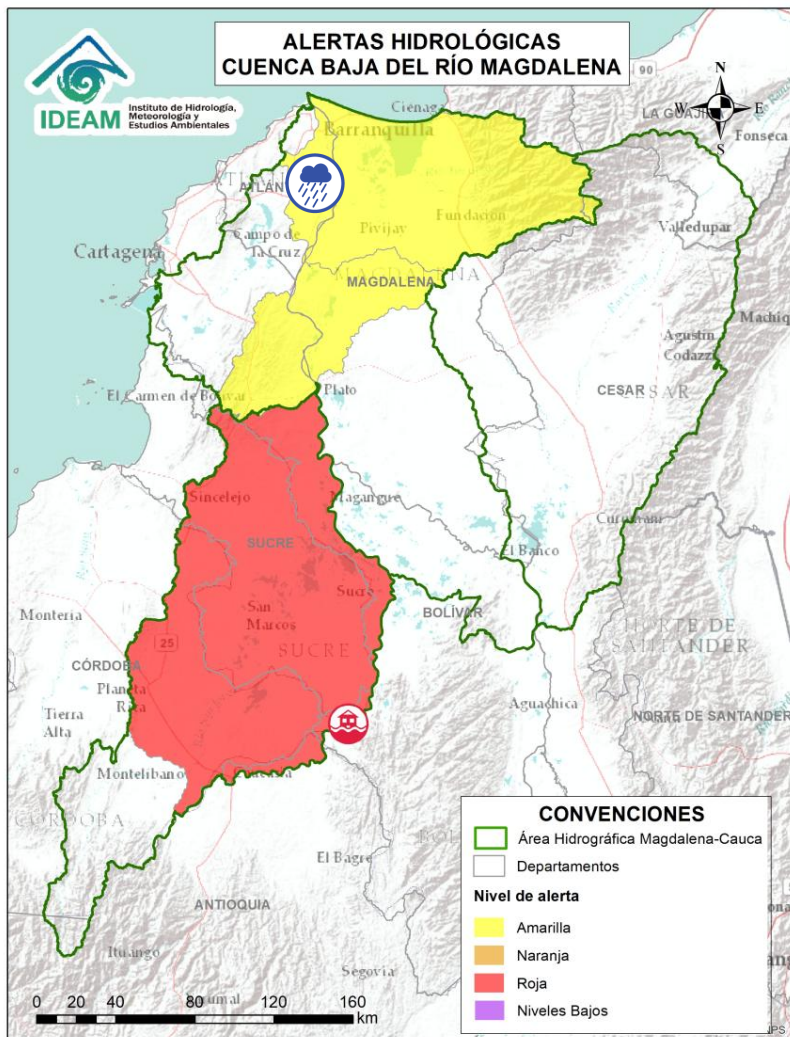 ALERTAS HIDROLÓGICAS
CUENCA BAJA DEL RÍO MAGDALENA
IDEAM
Instituto de Hidrología,
Meteorología y
Estudios Ambientales
N
W E
S
90
Ciénaga
LA GUAJIRA
Fonseca
Barranquilla
Cartagena
Campo de
la Cruz
Pivijay
Fundación
Valledupar
MAGDALENA
MAGDALENA
Machiq
Agustín
Codazzi
CESAR
CESAR
El Carmen de Bolívar
Plato
Sincelejo
Magangué
Curumaní
SUCRE
El Banco
Sucre
San
Marcos
BOLÍVAR
Montería
NORTE DE
SANTANDER
25
SUCRE
CÓRDOBA
Planeta
Rica
Aguachica
Tierra
Alta
NORTE DE SANTANDER
Montelíbano
CÓRDOBA
El Bagre
ANTIOQUIA
Ituango
Segovia
0 20 40 80 120 160
km
CONVENCIONES
Área Hidrográfica Magdalena-Cauca
Departamentos
Nivel de alerta
Amarilla
Naranja
Roja
Niveles Bajos